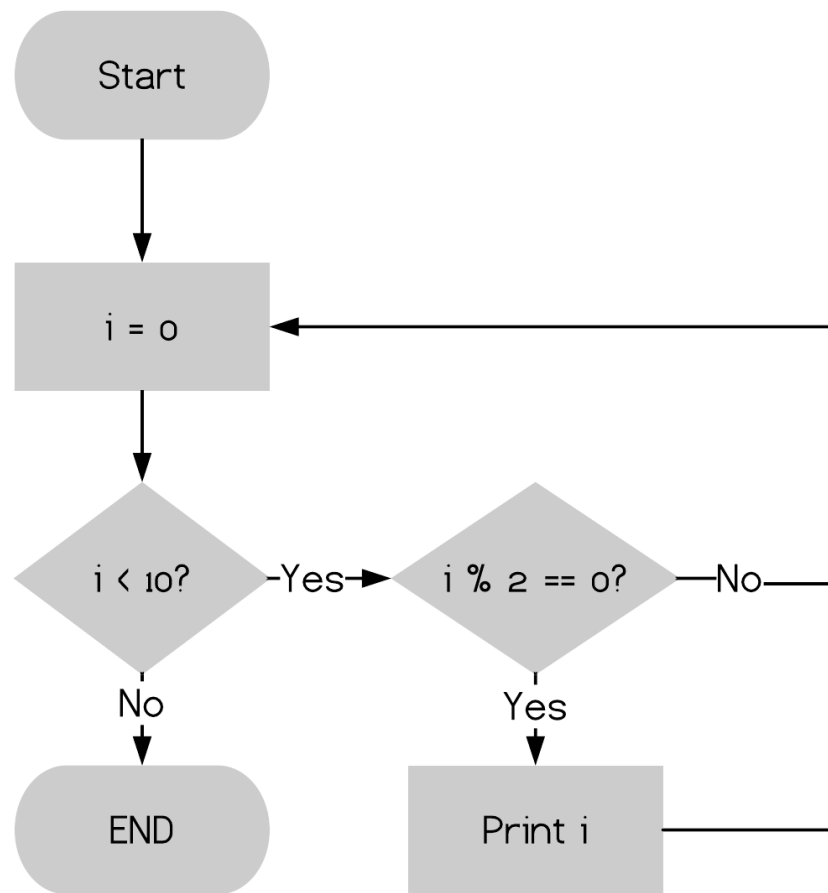 Start
i = 0
i < 10?
Yes
i % 2 == 0?
No
No
Yes
END
Print i